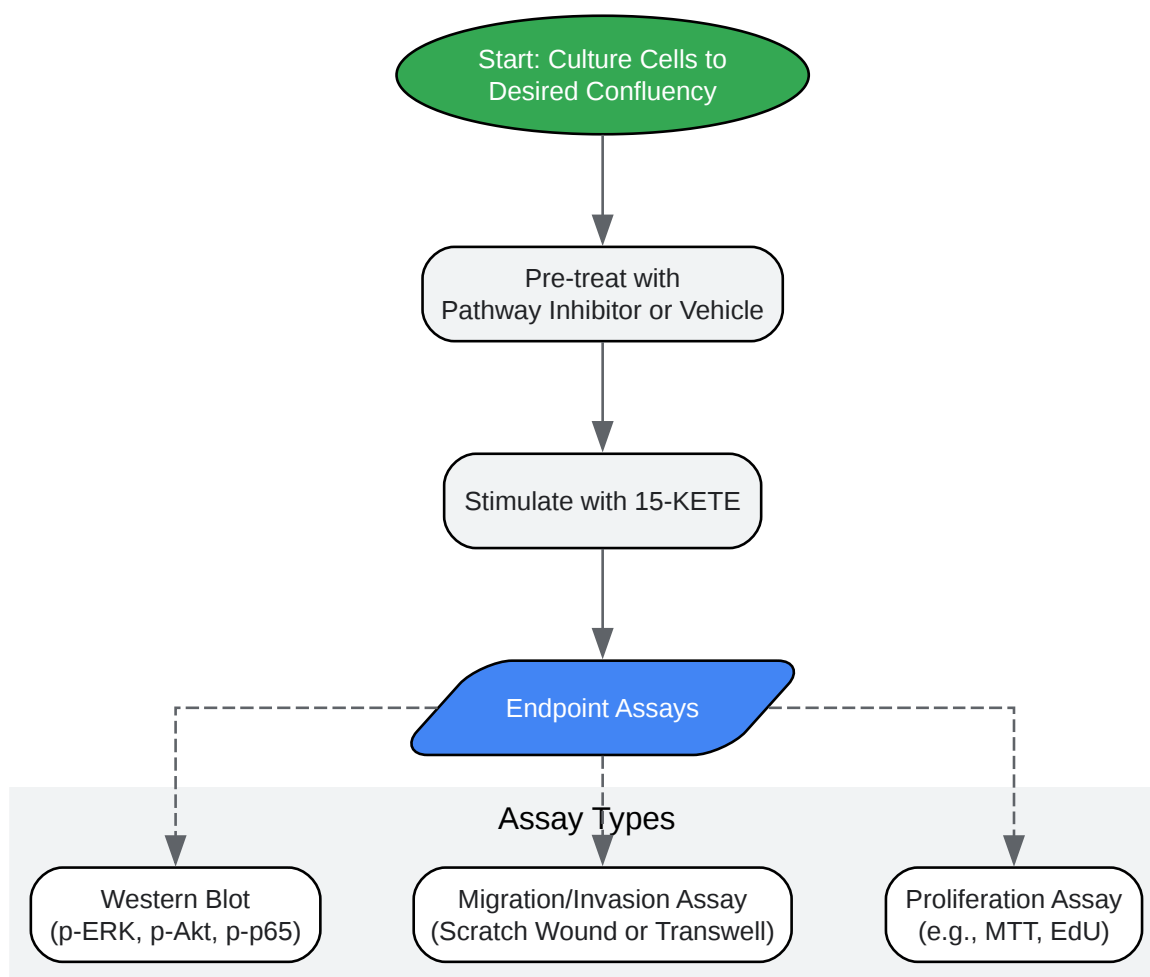 Start: Culture Cells to
Desired Confluency
Pre-treat with
Pathway Inhibitor or Vehicle
Stimulate with 15-KETE
Endpoint Assays
Assay Types
Western Blot
(p-ERK, p-Akt, p-p65)
Migration/Invasion Assay
(Scratch Wound or Transwell)
Proliferation Assay
(e.g., MTT, EdU)